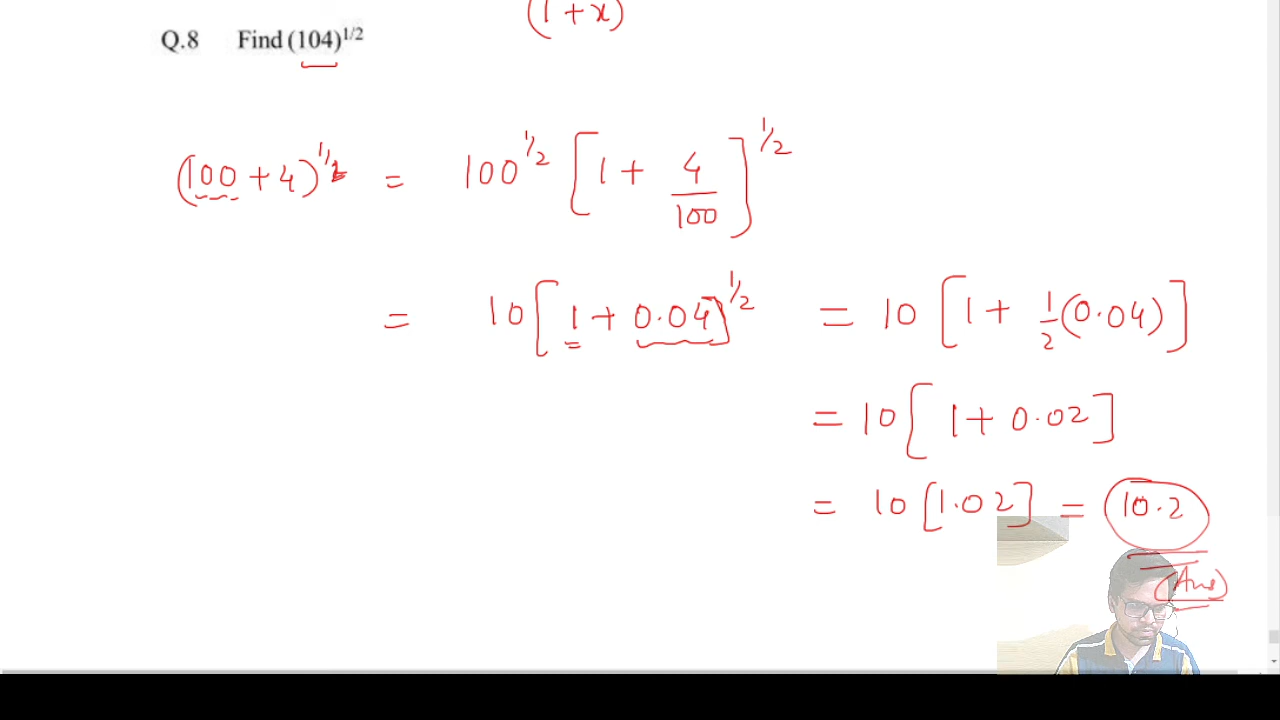 (1 + x)
Q.8 Find (104)^{1/2}
(100 + 4)^{1/2} = 100^{1/2} [1 + 4/100]^{1/2}
= 10[1 + 0.04]^{1/2} = 10 [1 + 1/2 (0.04)]
= 10 [1 + 0.02]
= 10 [1.02] = 10.2
(Ans)